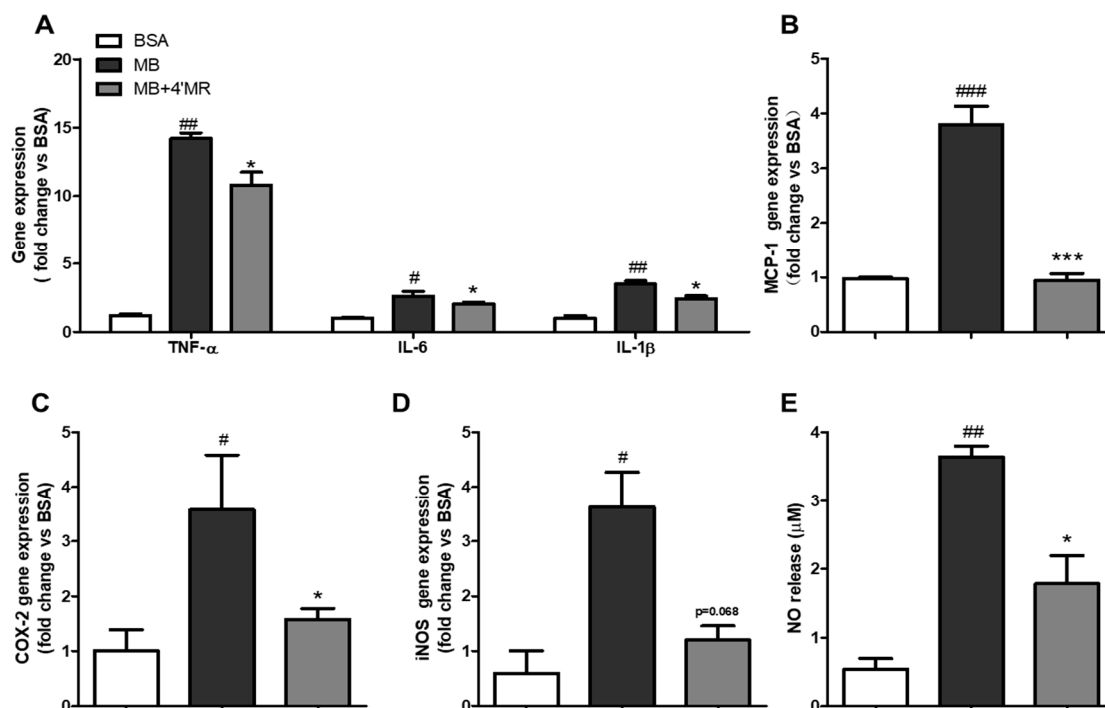 A
BSA
MB
MB+4'MR
Gene expression
( fold change vs BSA)
20
15
10
5
0
##
*
#
*
##
*
TNF-α
IL-6
IL-1β
B
MCP-1 gene expression
(fold change vs BSA)
5
4
3
2
1
0
###
***
C
COX-2 gene expression
(fold change vs BSA)
5
4
3
2
1
0
#
*
D
iNOS gene expression
(fold change vs BSA)
5
4
3
2
1
0
#
p=0.068
E
NO release (μM)
4
2
0
##
*